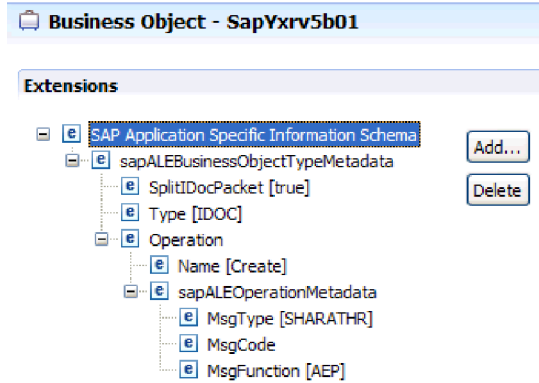 Business Object - SapYxrv5b01
Extensions
SAP Application Specific Information Schema
Add...
sapALEBusinessObjectTypeMetadata
SplitIDocPacket [true]
Delete
Type [IDOC]
Operation
Name [Create]
sapALEOperationMetadata
MsgType [SHARATHR]
MsgCode
MsgFunction [AEP]